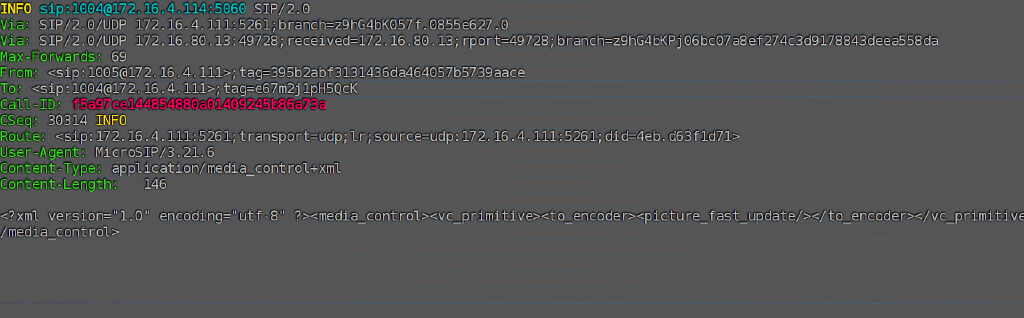 INFO sip:1004@172.16.4.114:5060 SIP/2.0
Via: SIP/2.0/UDP 172.16.4.111:5261;branch=z9hG4bK057f.0855e627.0
Via: SIP/2.0/UDP 172.16.80.13:49728;received=172.16.80.13;rport=49728;branch=z9hG4bKPj06bc07a8ef274c3d9178843deea558da
Max-Forwards: 69
From: <sip:1005@172.16.4.111>;tag=395b2abf3131436da464057b5739aace
To: <sip:1004@172.16.4.111>;tag=e67m2j1pH5QcK
Call-ID: f5a97ce144854880a01409245b86a73a
CSeq: 30314 INFO
Route: <sip:172.16.4.111:5261;transport=udp;lr;source=udp:172.16.4.111:5261;did=4eb.d63f1d71>
User-Agent: MicroSIP/3.21.6
Content-Type: application/media_control+xml
Content-Length:   146
<?xml version="1.0" encoding="utf-8" ?><media_control><vc_primitive><to_encoder><picture_fast_update/></to_encoder></vc_primitive
/media_control>